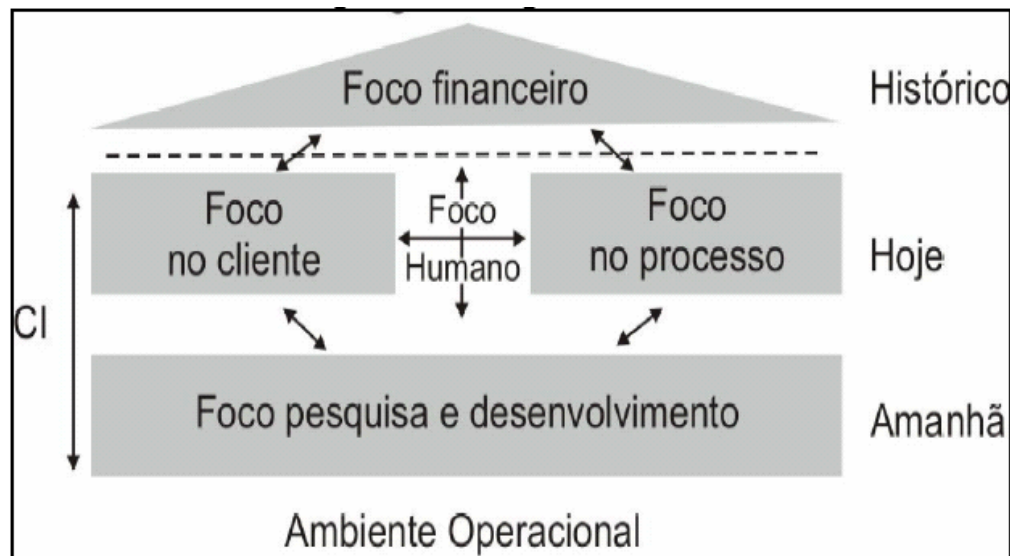 Foco financeiro
Histórico
Foco
no cliente
Foco
Humano
Foco
no processo
Hoje
CI
Foco pesquisa e desenvolvimento
Amanhã
Ambiente Operacional